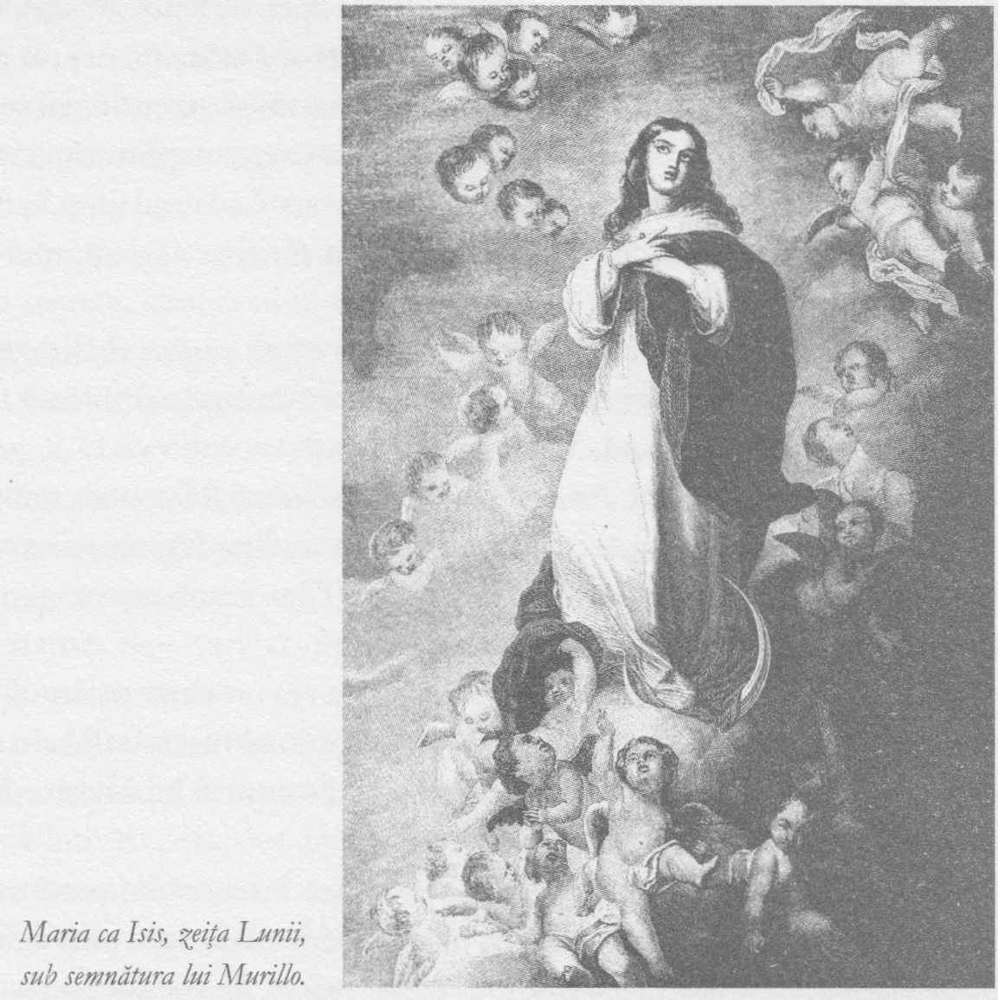 Maria ca Isis, zeița Lunii,
sub semnătura lui Murillo.